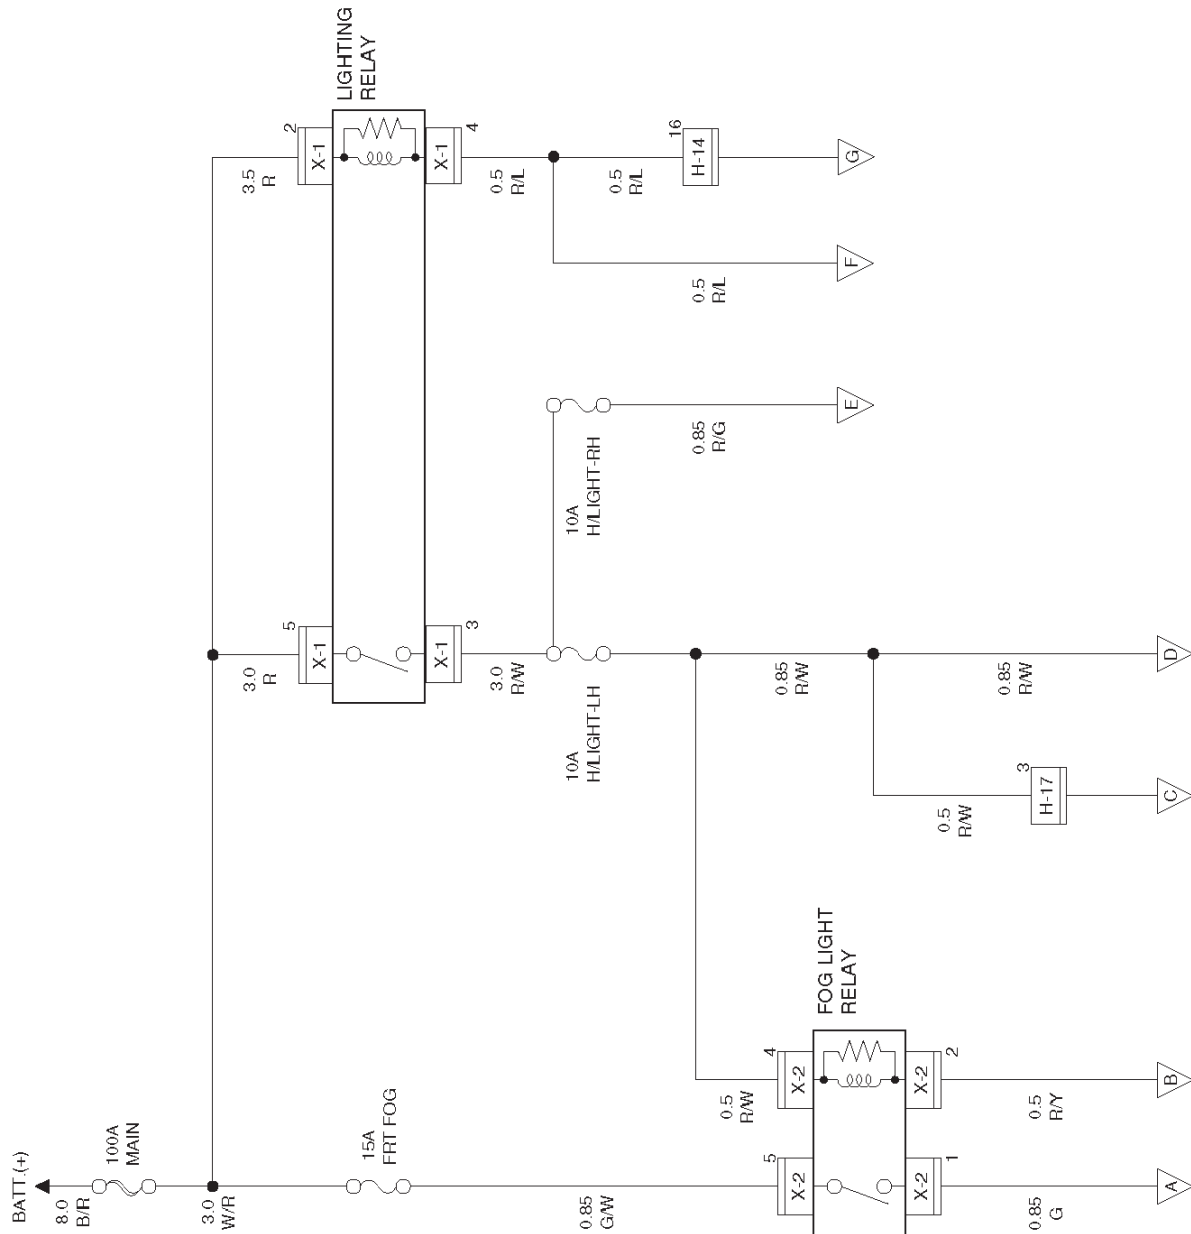 BATT.(+)
8.0
B/R
100A
MAIN
3.0
W/R
15A
FRT FOG
0.85
G/W
5
X-2
X-2
1
0.85
G
A
0.5
R/W
4
X-2
X-2
2
0.5
R/Y
B
FOG LIGHT
RELAY
3.0
R
5
X-1
X-1
3
3.0
R/W
10A
H/LIGHT-LH
0.85
R/W
0.85
R/W
D
0.5
R/W
3
H-17
C
10A
H/LIGHT-RH
0.85
R/G
E
3.5
R
2
X-1
X-1
4
LIGHTING
RELAY
0.5
R/L
0.5
R/L
16
H-14
G
0.5
R/L
F